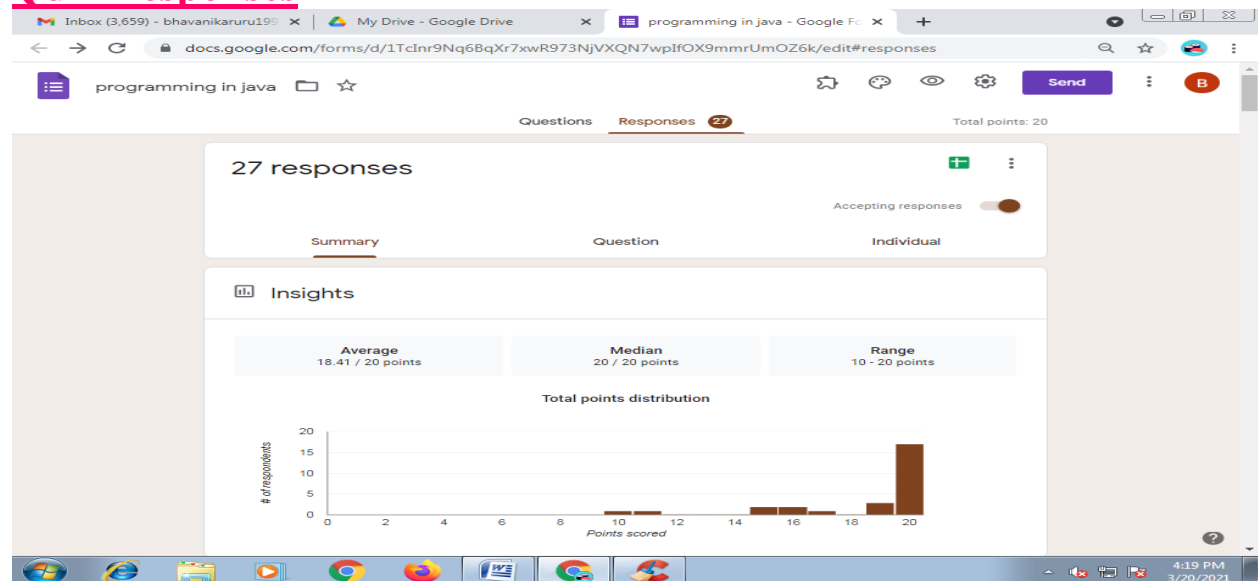 Inbox (3,659) - bhavanikaruru199
My Drive - Google Drive
programming in java - Google Fo
docs.google.com/forms/d/1TcInr9Nq6BqXr7xwR973NjVXQN7wpIfOX9mmrUmOZ6k/edit#responses
programming in java
Send
B
Questions Responses 27
Total points: 20
27 responses
Accepting responses
Summary Question Individual
Insights
Average Median Range
18.41 / 20 points 20 / 20 points 10 - 20 points
Total points distribution
# of respondents
20
15
10
5
0
0 2 4 6 8 10 12 14 16 18 20
Points scored
4:19 PM
3/20/2021